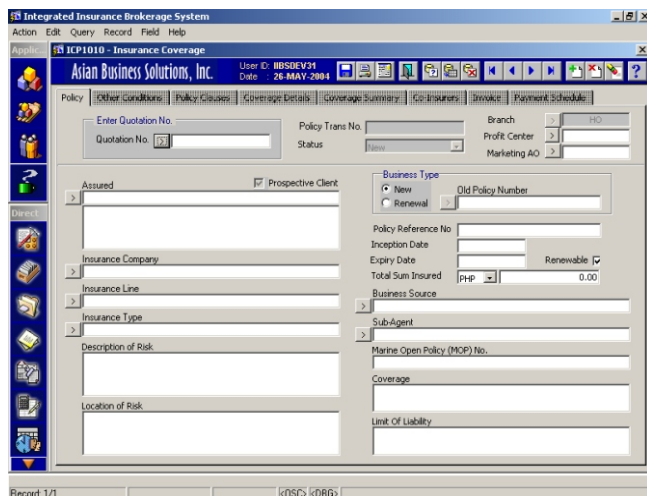 Integrated Insurance Brokerage System
Action Edit Query Record Field Help
Applic
ICP1010 - Insurance Coverage
Asian Business Solutions, Inc.
User ID: IIBSDEV31
Date : 26-MAY-2004
Policy Other Conditions Policy Clauses Coverage Details Coverage Summary Co-Insurers Invoice Payment Schedule
Enter Quotation No.
Quotation No. >
Policy Trans No.
Status New
Branch > HO
Profit Center >
Marketing AO >
Assured Prospective Client
>
Insurance Company
>
Insurance Line
>
Insurance Type
>
Description of Risk
Location of Risk
Business Type
New
Renewal
Old Policy Number
>
Policy Reference No
Inception Date
Expiry Date Renewable
Total Sum Insured PHP 0.00
Business Source
>
Sub-Agent
>
Marine Open Policy (MOP) No.
Coverage
Limit Of Liability
Direct
Record: 1/1 <OSC> <DBG>